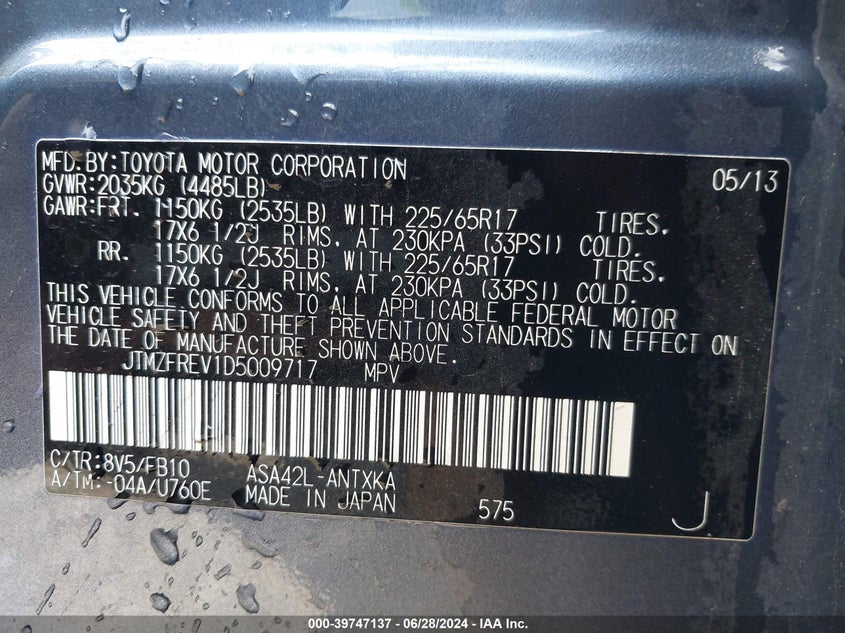 MFD.BY:TOYOTA MOTOR CORPORATION 05/13
GVWR:2035KG (4485LB)
GAWR:FRT. 1150KG (2535LB) WITH 225/65R17 TIRES,
17X6 1/2J RIMS, AT 230KPA (33PSI) COLD.
RR. 1150KG (2535LB) WITH 225/65R17 TIRES,
17X6 1/2J RIMS, AT 230KPA (33PSI) COLD.
THIS VEHICLE CONFORMS TO ALL APPLICABLE FEDERAL MOTOR
VEHICLE SAFETY AND THEFT PREVENTION STANDARDS IN EFFECT ON
THE DATE OF MANUFACTURE SHOWN ABOVE.
JTMZFREV1D5009717 MPV
C/TR:8V5/FB10 ASA42L-ANTXKA
A/TM:-04A/U760E MADE IN JAPAN 575 J
000-39747137 - 06/28/2024 - IAA Inc.